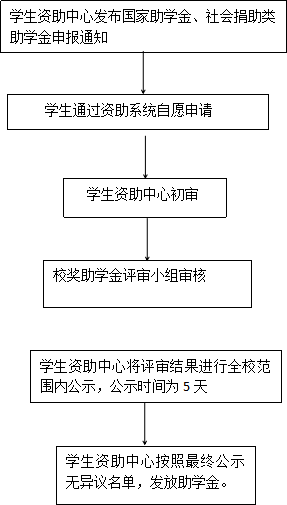 学生资助中心发布国家助学金、社会捐助类
助学金申报通知
学生通过资助系统自愿申请
学生资助中心初审
校奖助学金评审小组审核
学生资助中心将评审结果进行全校范
围内公示，公示时间为 5 天
学生资助中心按照最终公示
无异议名单，发放助学金。